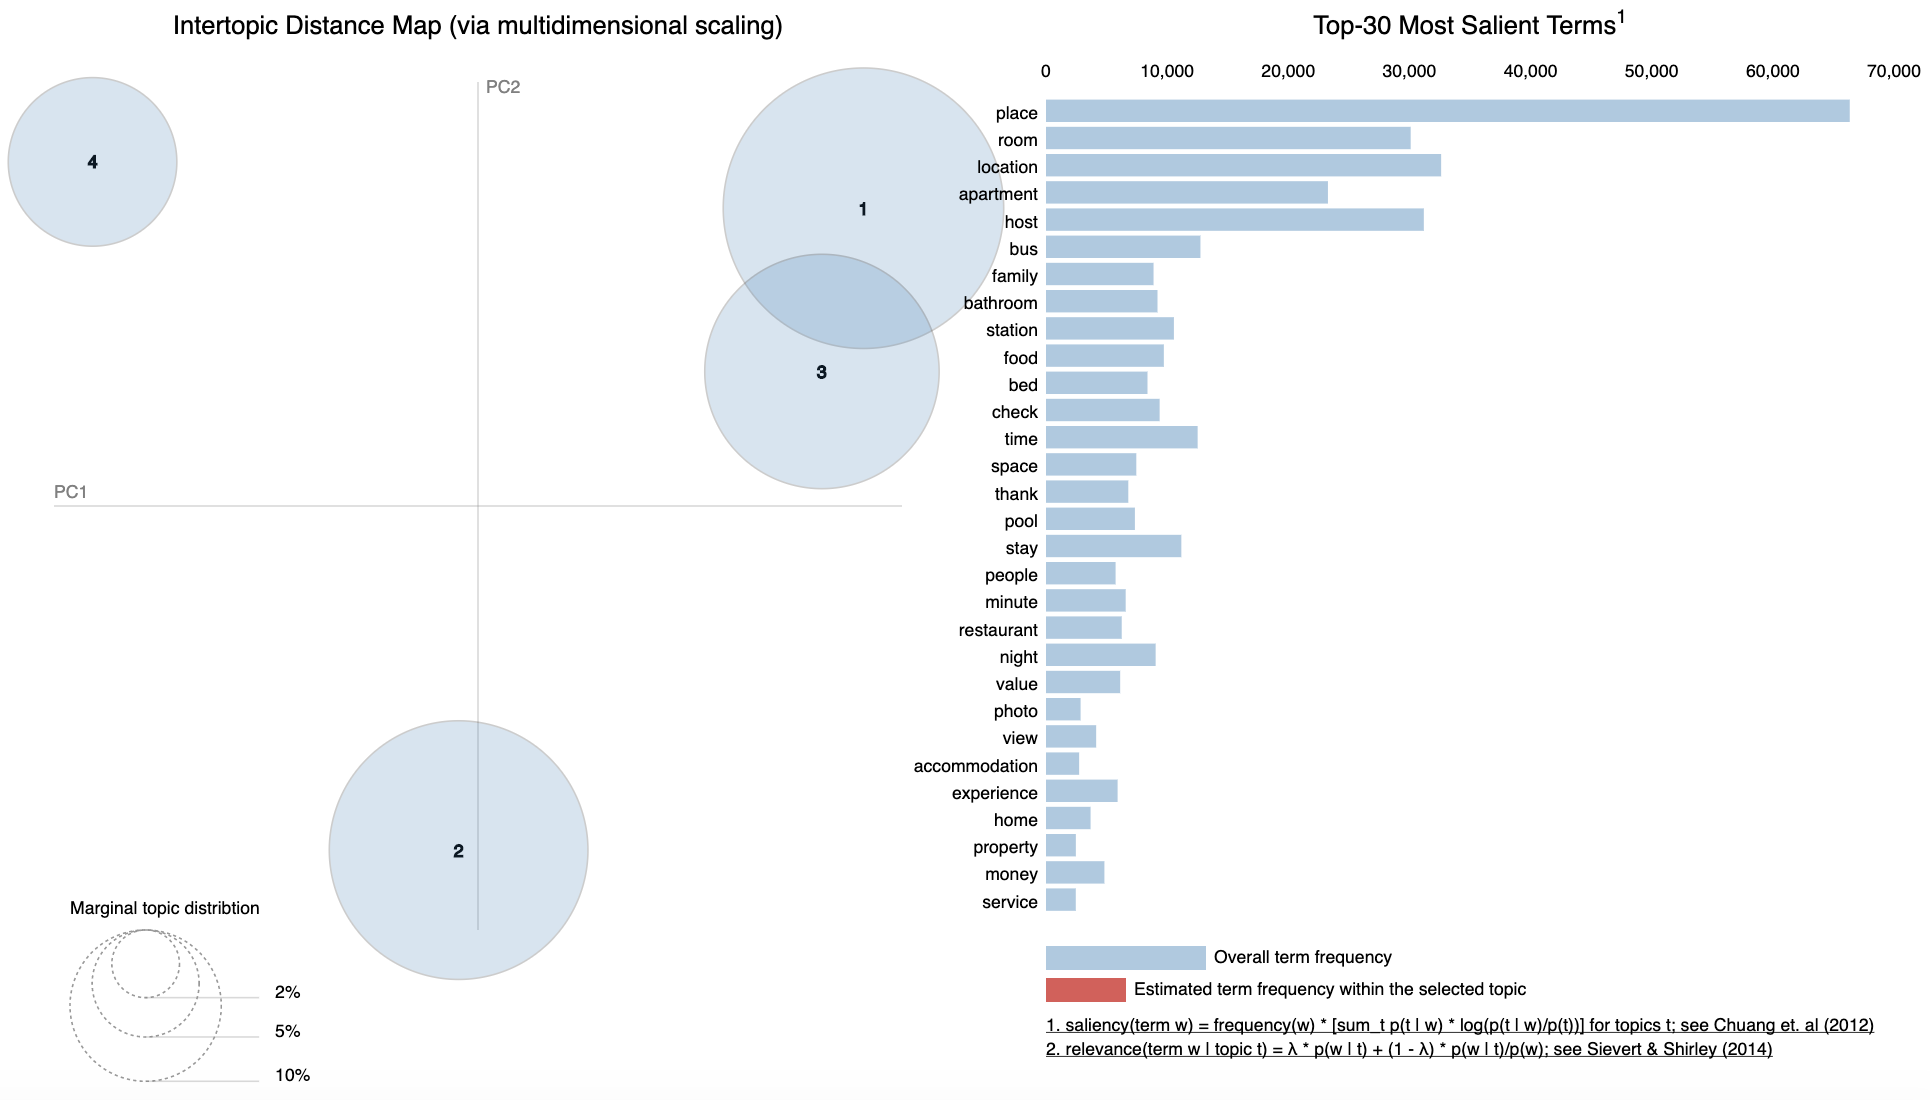 Intertopic Distance Map (via multidimensional scaling)
PC2
PC1
4
1
3
2
Marginal topic distribtion
2%
5%
10%
Top-30 Most Salient Terms1
0 10,000 20,000 30,000 40,000 50,000 60,000 70,000
place
room
location
apartment
host
bus
family
bathroom
station
food
bed
check
time
space
thank
pool
stay
people
minute
restaurant
night
value
photo
view
accommodation
experience
home
property
money
service
Overall term frequency
Estimated term frequency within the selected topic
1. saliency(term w) = frequency(w) * [sum_t p(t | w) * log(p(t | w)/p(t))] for topics t; see Chuang et. al (2012)
2. relevance(term w | topic t) = λ * p(w | t) + (1 - λ) * p(w | t)/p(w); see Sievert & Shirley (2014)